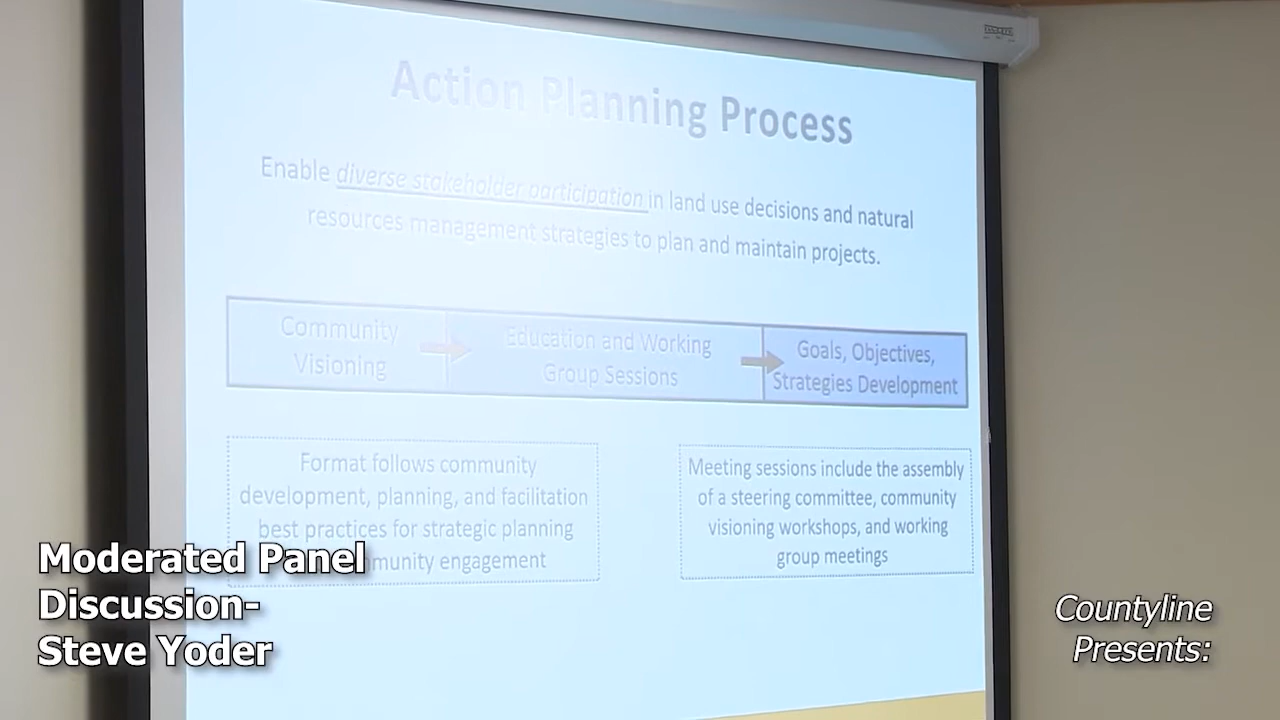 Action Planning Process
Enable diverse stakeholder participation in land use decisions and natural
resources management strategies to plan and maintain projects.
Community
Visioning
Education and Working
Group Sessions
Goals, Objectives,
Strategies Development
Format follows community
development, planning, and facilitation
best practices for strategic planning
engagement
Meeting sessions include the assembly
of a steering committee, community
visioning workshops, and working
group meetings
Moderated Panel
Discussion-
Steve Yoder
Countyline
Presents: